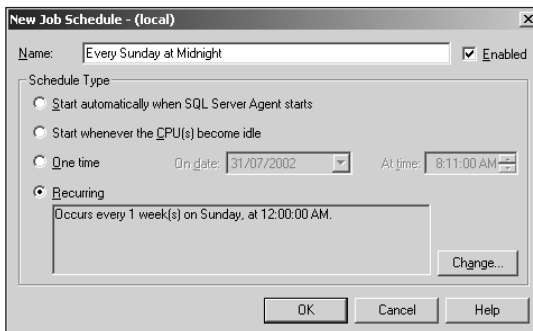 New Job Schedule - (local)
Name: Every Sunday at Midnight Enabled
Schedule Type
Start automatically when SQL Server Agent starts
Start whenever the CPU(s) become idle
One time On date: 31/07/2002 At time: 8:11:00 AM
Recurring
Occurs every 1 week(s) on Sunday, at 12:00:00 AM.
Change...
OK Cancel Help